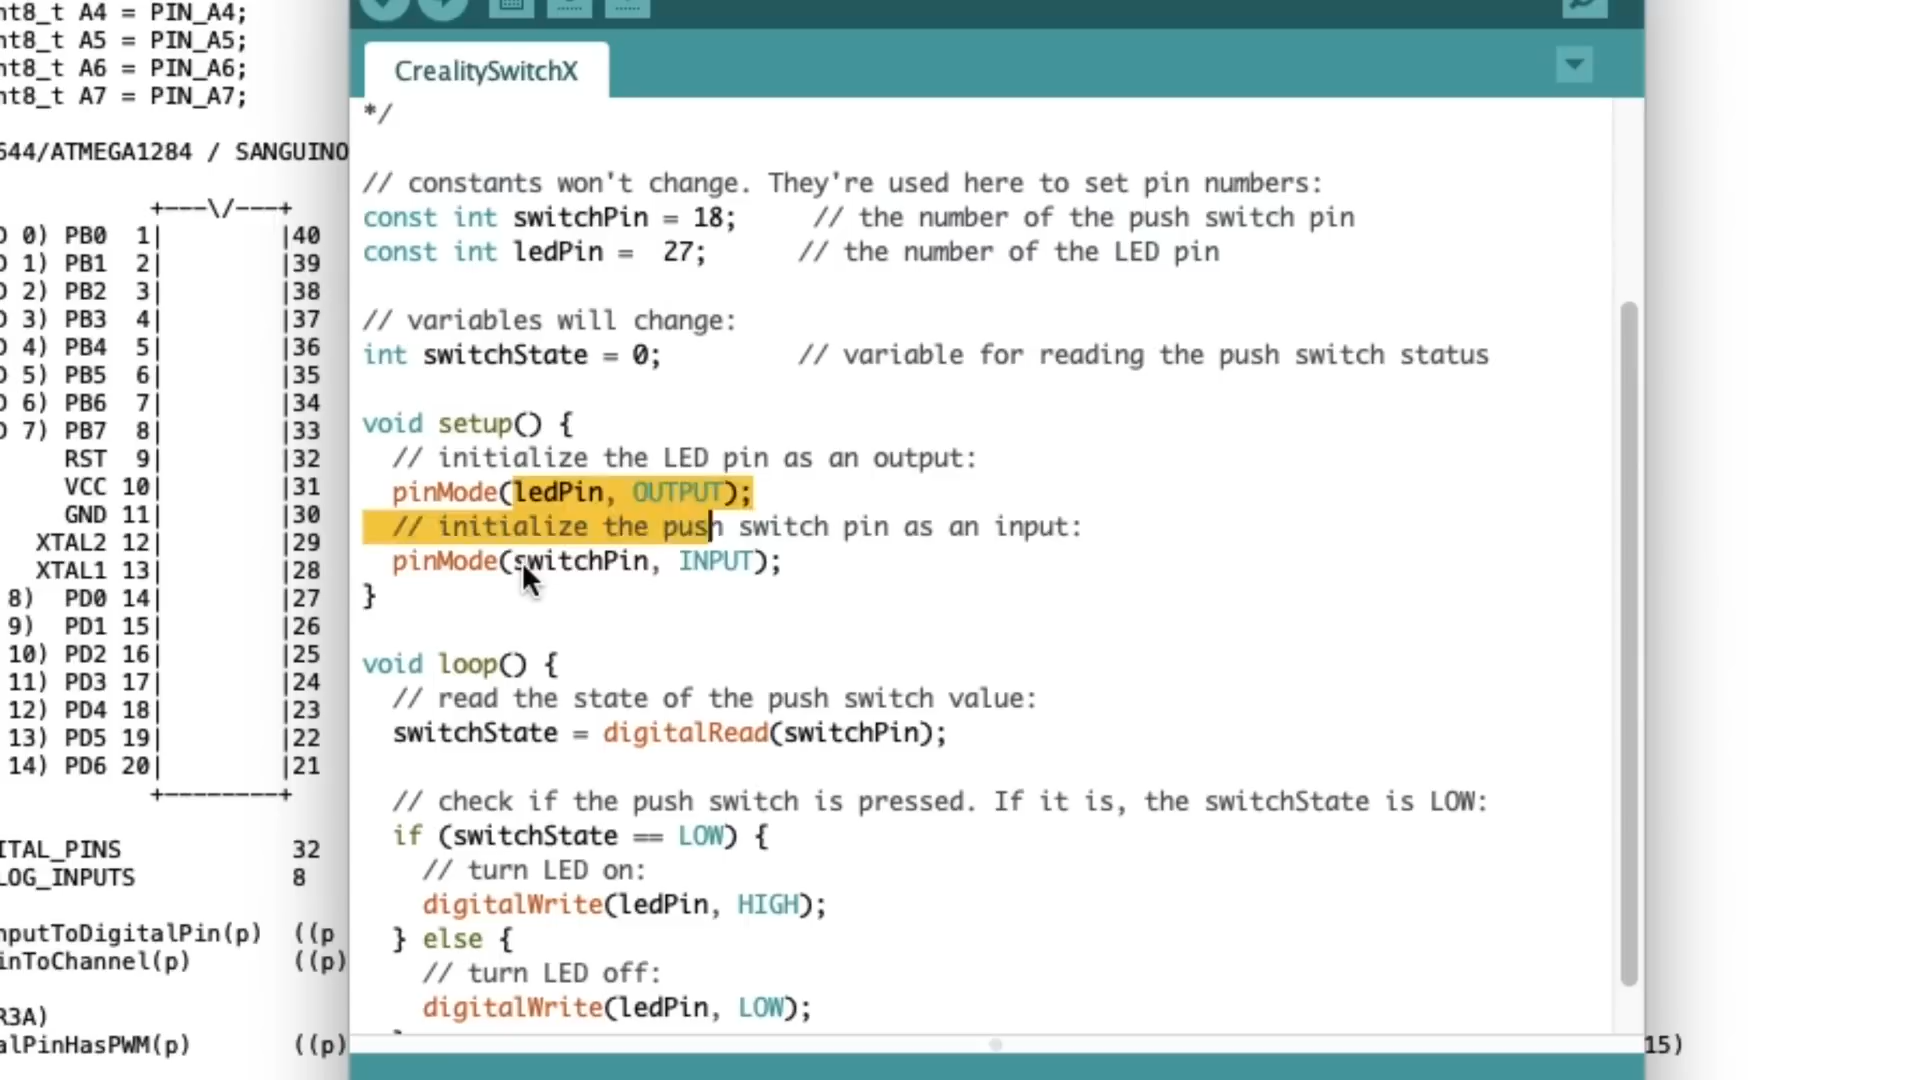 nt8_t A4 = PIN_A4;
nt8_t A5 = PIN_A5;
nt8_t A6 = PIN_A6;
nt8_t A7 = PIN_A7;
644/ATMEGA1284 / SANGUINO
+---\/---+
D 0) PB0 1| |40
D 1) PB1 2| |39
D 2) PB2 3| |38
D 3) PB3 4| |37
D 4) PB4 5| |36
D 5) PB5 6| |35
D 6) PB6 7| |34
D 7) PB7 8| |33
RST 9| |32
VCC 10| |31
GND 11| |30
XTAL2 12| |29
XTAL1 13| |28
8) PD0 14| |27
9) PD1 15| |26
10) PD2 16| |25
11) PD3 17| |24
12) PD4 18| |23
13) PD5 19| |22
14) PD6 20| |21
+--------+
ITAL_PINS 32
LOG_INPUTS 8
nputToDigitalPin(p) ((p
inToChannel(p) ((p)
R3A)
alPinHasPWM(p) ((p) 15)
CrealitySwitchX
*/
// constants won't change. They're used here to set pin numbers:
const int switchPin = 18; // the number of the push switch pin
const int ledPin = 27; // the number of the LED pin
// variables will change:
int switchState = 0; // variable for reading the push switch status
void setup() {
// initialize the LED pin as an output:
pinMode(ledPin, OUTPUT);
// initialize the push switch pin as an input:
pinMode(switchPin, INPUT);
}
void loop() {
// read the state of the push switch value:
switchState = digitalRead(switchPin);
// check if the push switch is pressed. If it is, the switchState is LOW:
if (switchState == LOW) {
// turn LED on:
digitalWrite(ledPin, HIGH);
} else {
// turn LED off:
digitalWrite(ledPin, LOW);